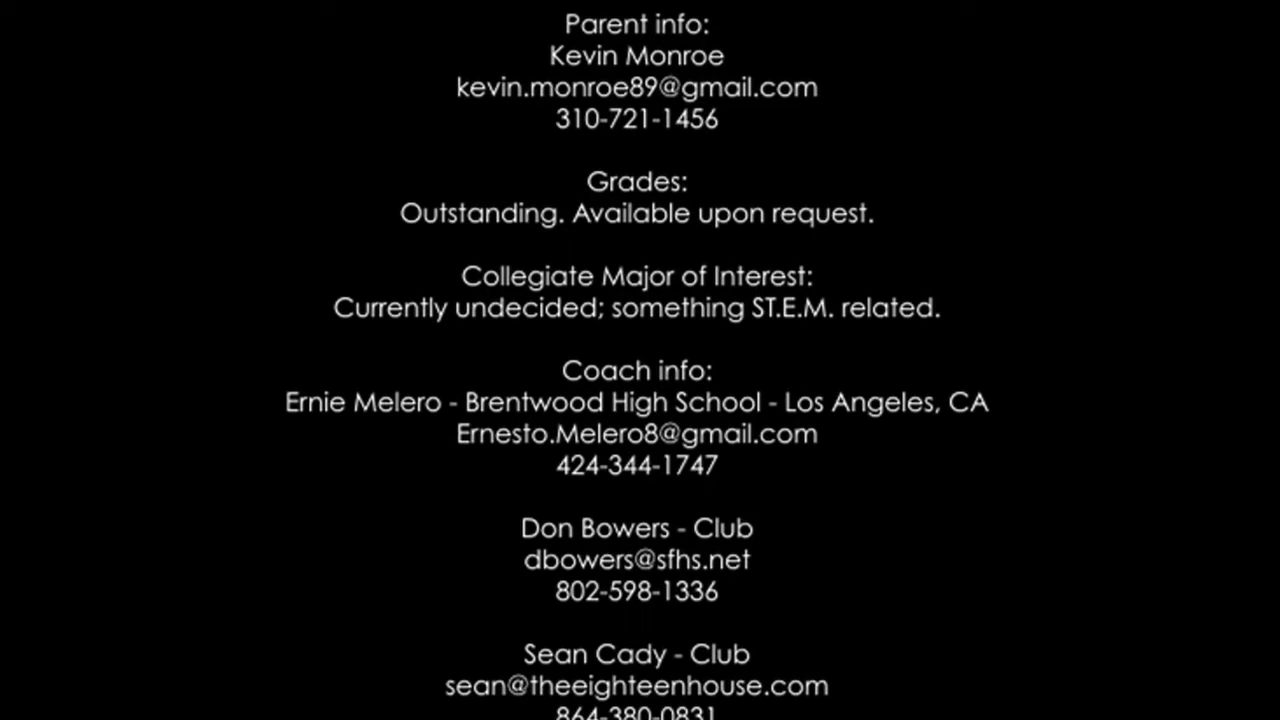 Parent info:
Kevin Monroe
kevin.monroe89@gmail.com
310-721-1456
Grades:
Outstanding. Available upon request.
Collegiate Major of Interest:
Currently undecided; something ST.E.M. related.
Coach info:
Ernie Melero - Brentwood High School - Los Angeles, CA
Ernesto.Melero8@gmail.com
424-344-1747
Don Bowers - Club
dbowers@sfhs.net
802-598-1336
Sean Cady - Club
sean@theeighteenhouse.com
864-380-0831